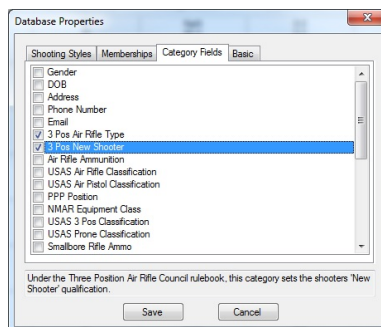 Database Properties
Shooting Styles Memberships Category Fields Basic
Gender
DOB
Address
Phone Number
Email
3 Pos Air Rifle Type
3 Pos New Shooter
Air Rifle Ammunition
USAS Air Rifle Classification
USAS Air Pistol Classification
PPP Position
NMAR Equipment Class
USAS 3 Pos Classification
USAS Prone Classification
Smallbore Rifle Ammo
Under the Three Position Air Rifle Council rulebook, this category sets the shooters 'New
Shooter' qualification.
Save Cancel